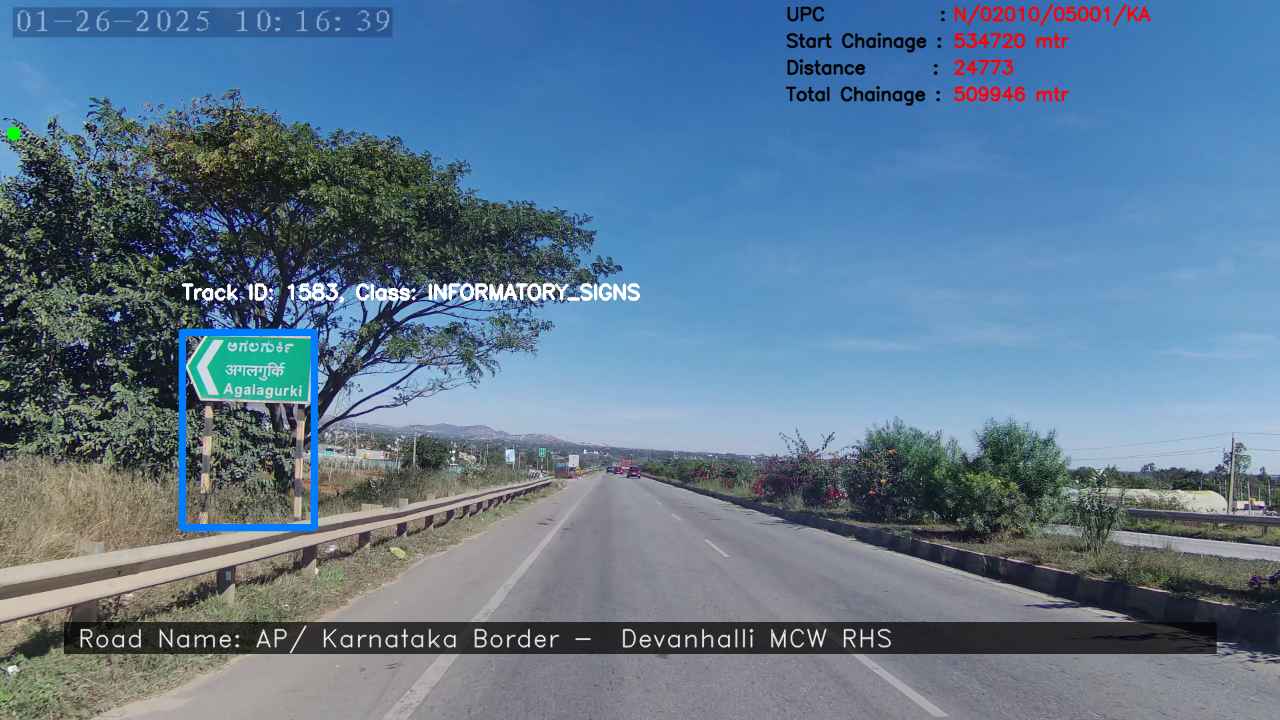 01-26-2025 10:16:39
UPC : N/02010/05001/KA
Start Chainage : 534720 mtr
Distance : 24773
Total Chainage : 509946 mtr
Track ID: 1583, Class: INFORMATORY_SIGNS
ಅಗಲಗುರ್ಕಿ
अगलगुर्कि
Agalagurki
Road Name: AP/ Karnataka Border - Devanhalli MCW RHS